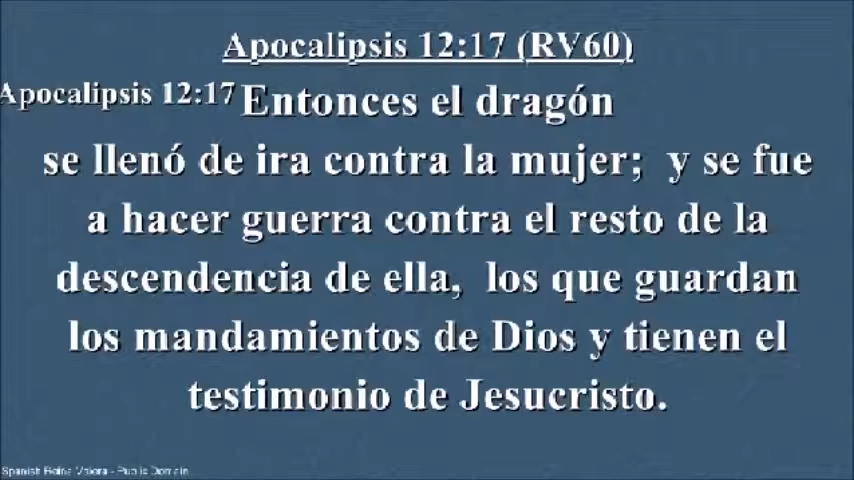 Apocalipsis 12:17 (RV60)
Apocalipsis 12:17 Entonces el dragón
se llenó de ira contra la mujer; y se fue
a hacer guerra contra el resto de la
descendencia de ella, los que guardan
los mandamientos de Dios y tienen el
testimonio de Jesucristo.
Spanish Reina Valera - Public Domain